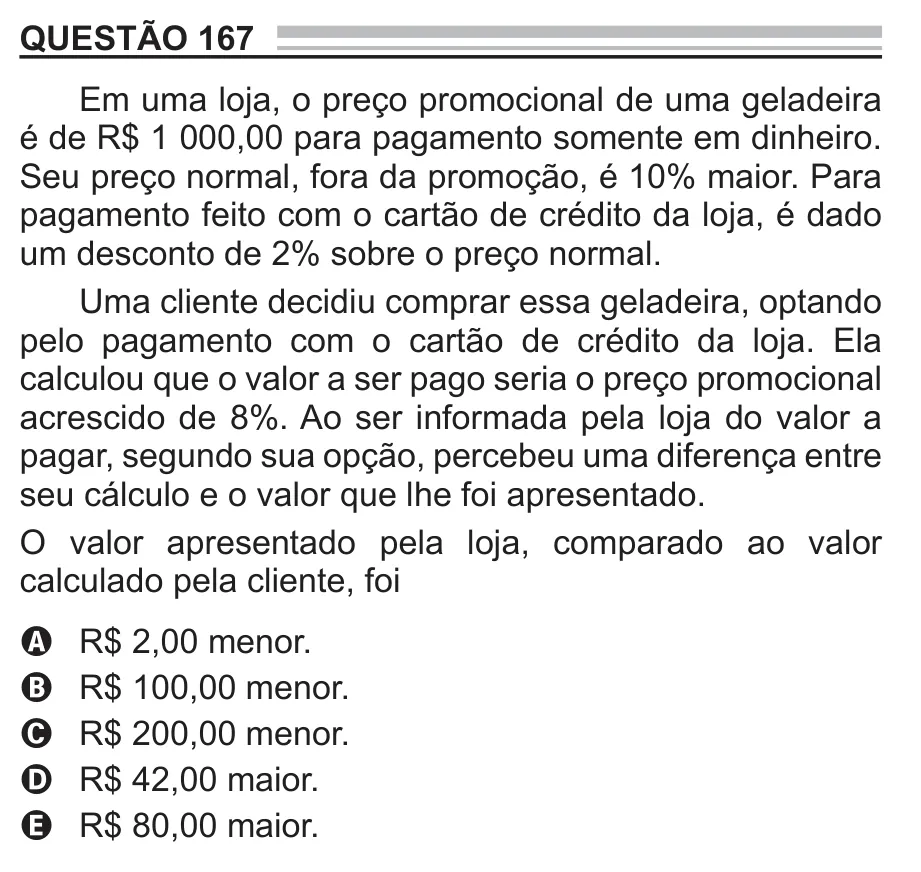 QUESTÃO 167
Em uma loja, o preço promocional de uma geladeira
é de R$ 1 000,00 para pagamento somente em dinheiro.
Seu preço normal, fora da promoção, é 10% maior. Para
pagamento feito com o cartão de crédito da loja, é dado
um desconto de 2% sobre o preço normal.
Uma cliente decidiu comprar essa geladeira, optando
pelo pagamento com o cartão de crédito da loja. Ela
calculou que o valor a ser pago seria o preço promocional
acrescido de 8%. Ao ser informada pela loja do valor a
pagar, segundo sua opção, percebeu uma diferença entre
seu cálculo e o valor que lhe foi apresentado.
O valor apresentado pela loja, comparado ao valor
calculado pela cliente, foi
A R$ 2,00 menor.
B R$ 100,00 menor.
C R$ 200,00 menor.
D R$ 42,00 maior.
E R$ 80,00 maior.